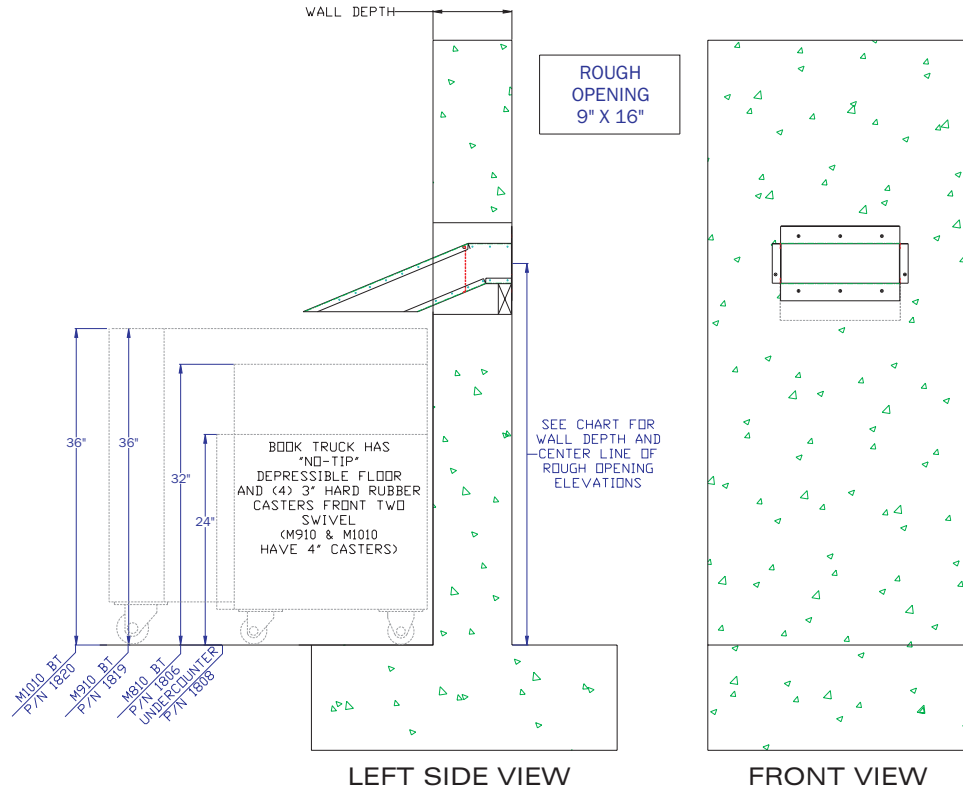 WALL DEPTH
ROUGH
OPENING
9" X 16"
36"
36"
32"
24"
BOOK TRUCK HAS
"NO-TIP"
DEPRESSIBLE FLOOR
AND (4) 3" HARD RUBBER
CASTERS FRONT TWO
SWIVEL
(M910 & M1010
HAVE 4" CASTERS)
SEE CHART FOR
WALL DEPTH AND
CENTER LINE OF
ROUGH OPENING
ELEVATIONS
M1010 BT
P/N 1820
M910 BT
P/N 1819
M810 BT
P/N 1806
UNDERCOUNTER
P/N 1808
LEFT SIDE VIEW
FRONT VIEW